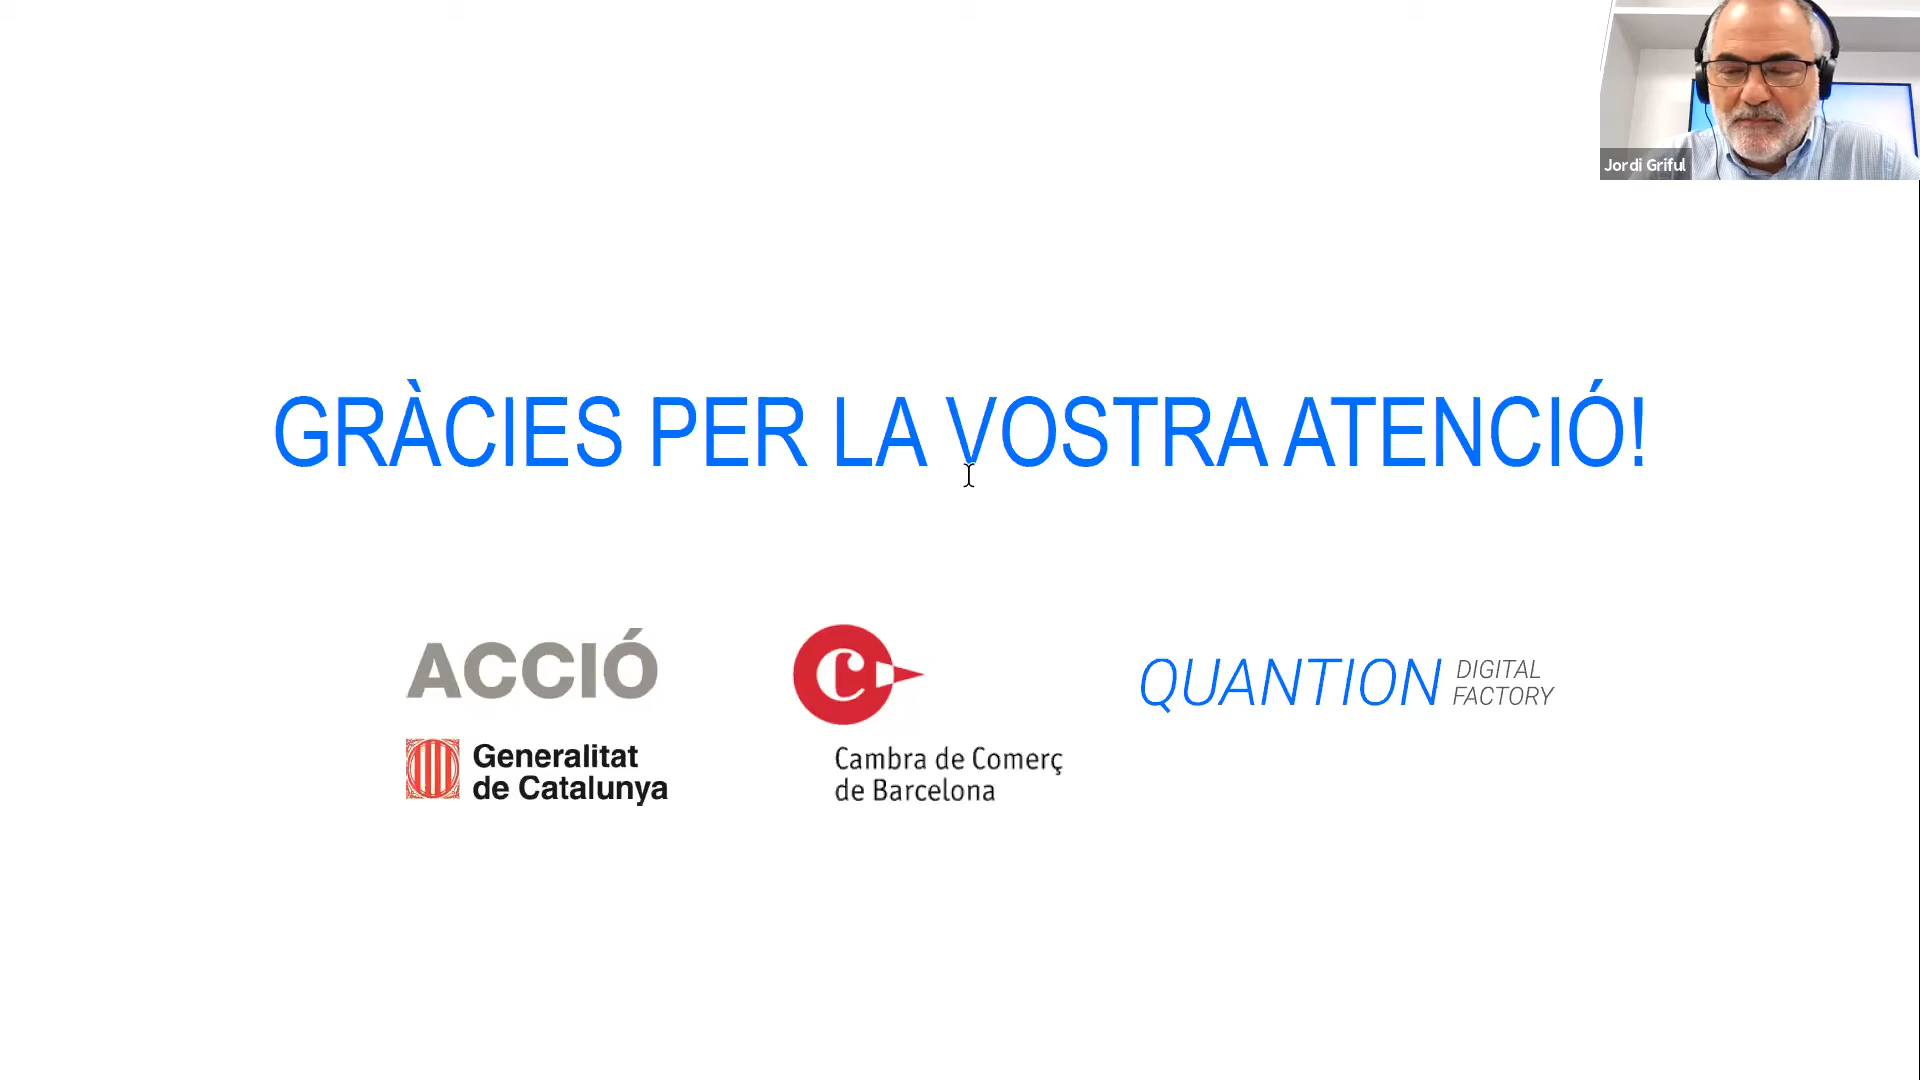 Jordi Griful
GRÀCIES PER LA VOSTRA ATENCIÓ!
ACCIÓ
Generalitat
de Catalunya
C
Cambra de Comerç
de Barcelona
QUANTION DIGITAL
FACTORY